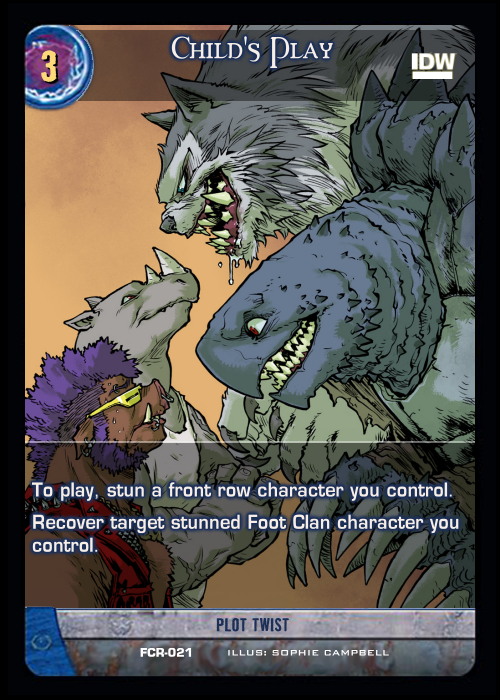 Child's Play
3
IDW
To play, stun a front row character you control.
Recover target stunned Foot Clan character you
control.
PLOT TWIST
FCR-021 ILLUS: SOPHIE CAMPBELL